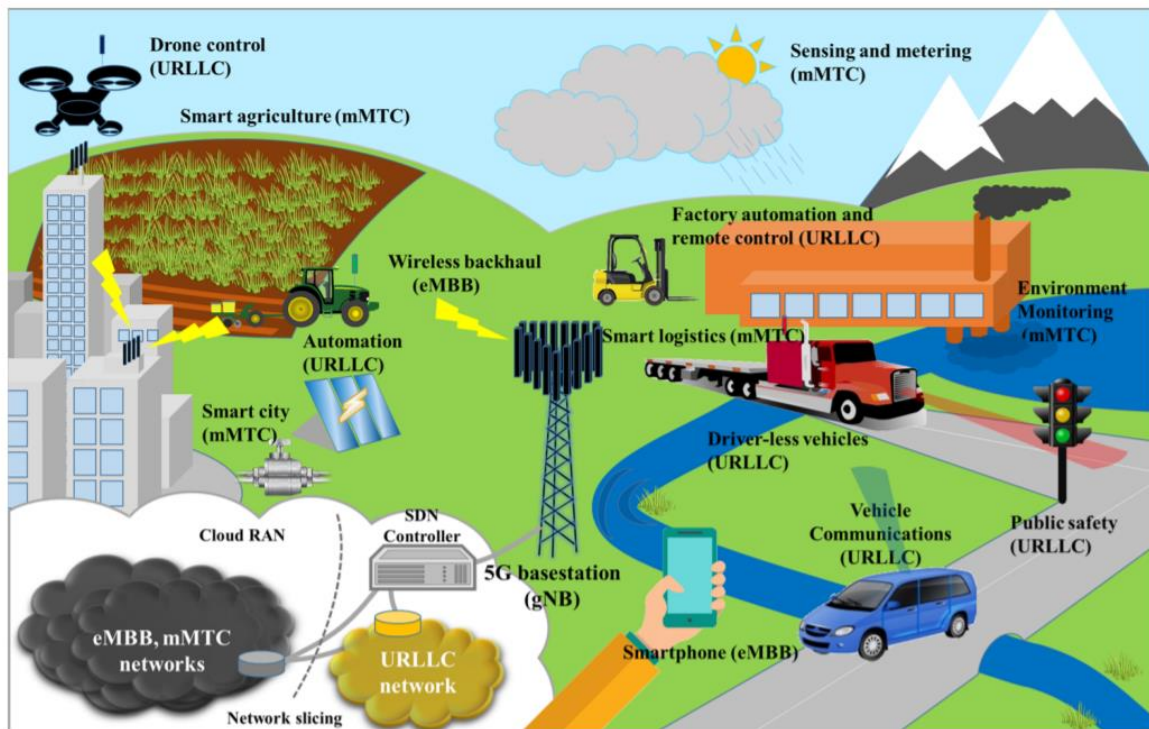 Drone control
(URLLC)
Sensing and metering
(mMTC)
Smart agriculture (mMTC)
Factory automation and
remote control (URLLC)
Wireless backhaul
(eMBB)
Environment
Monitoring
(mMTC)
Smart logistics (mMTC)
Automation
(URLLC)
Smart city
(mMTC)
Driver-less vehicles
(URLLC)
Vehicle
Communications
(URLLC)
Public safety
(URLLC)
Cloud RAN
SDN
Controller
5G basestation
(gNB)
eMBB, mMTC
networks
URLLC
network
Smartphone (eMBB)
Network slicing